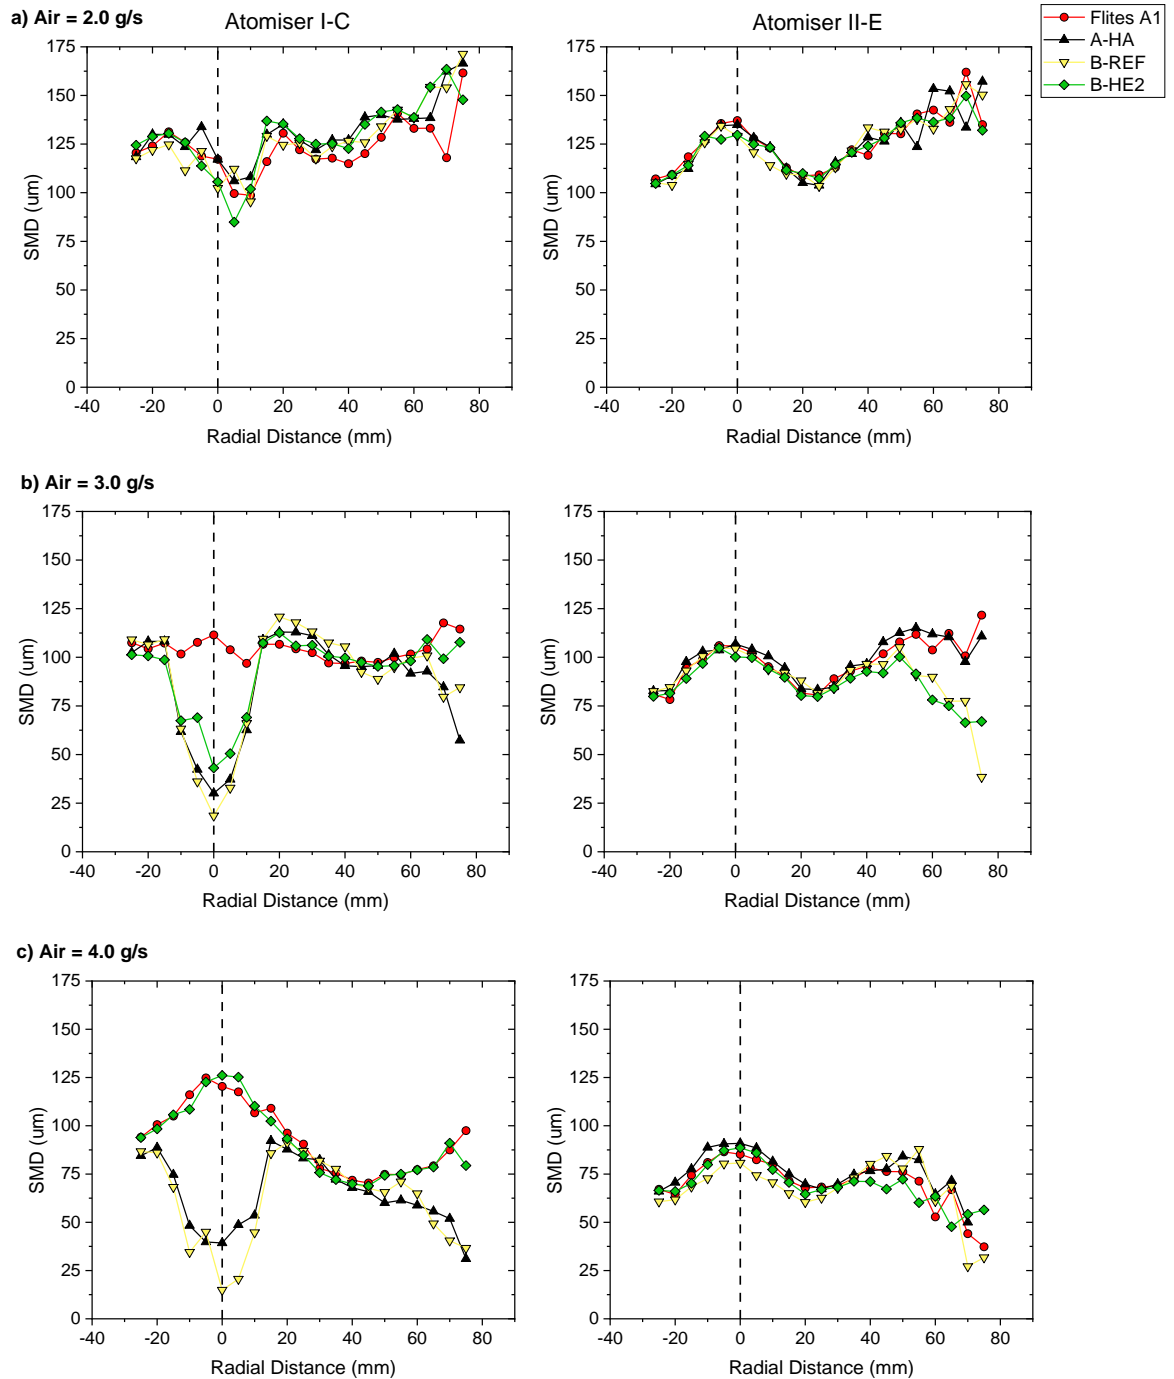 a) Air = 2.0 g/s
Atomiser I-C
Atomiser II-E
Flites A1
A-HA
B-REF
B-HE2
175
150
125
100
75
50
25
0
SMD (um)
-40 -20 0 20 40 60 80
Radial Distance (mm)
175
150
125
100
75
50
25
0
SMD (um)
-40 -20 0 20 40 60 80
Radial Distance (mm)
b) Air = 3.0 g/s
175
150
125
100
75
50
25
0
SMD (um)
-40 -20 0 20 40 60 80
Radial Distance (mm)
175
150
125
100
75
50
25
0
SMD (um)
-40 -20 0 20 40 60 80
Radial Distance (mm)
c) Air = 4.0 g/s
175
150
125
100
75
50
25
0
SMD (um)
-40 -20 0 20 40 60 80
Radial Distance (mm)
175
150
125
100
75
50
25
0
SMD (um)
-40 -20 0 20 40 60 80
Radial Distance (mm)